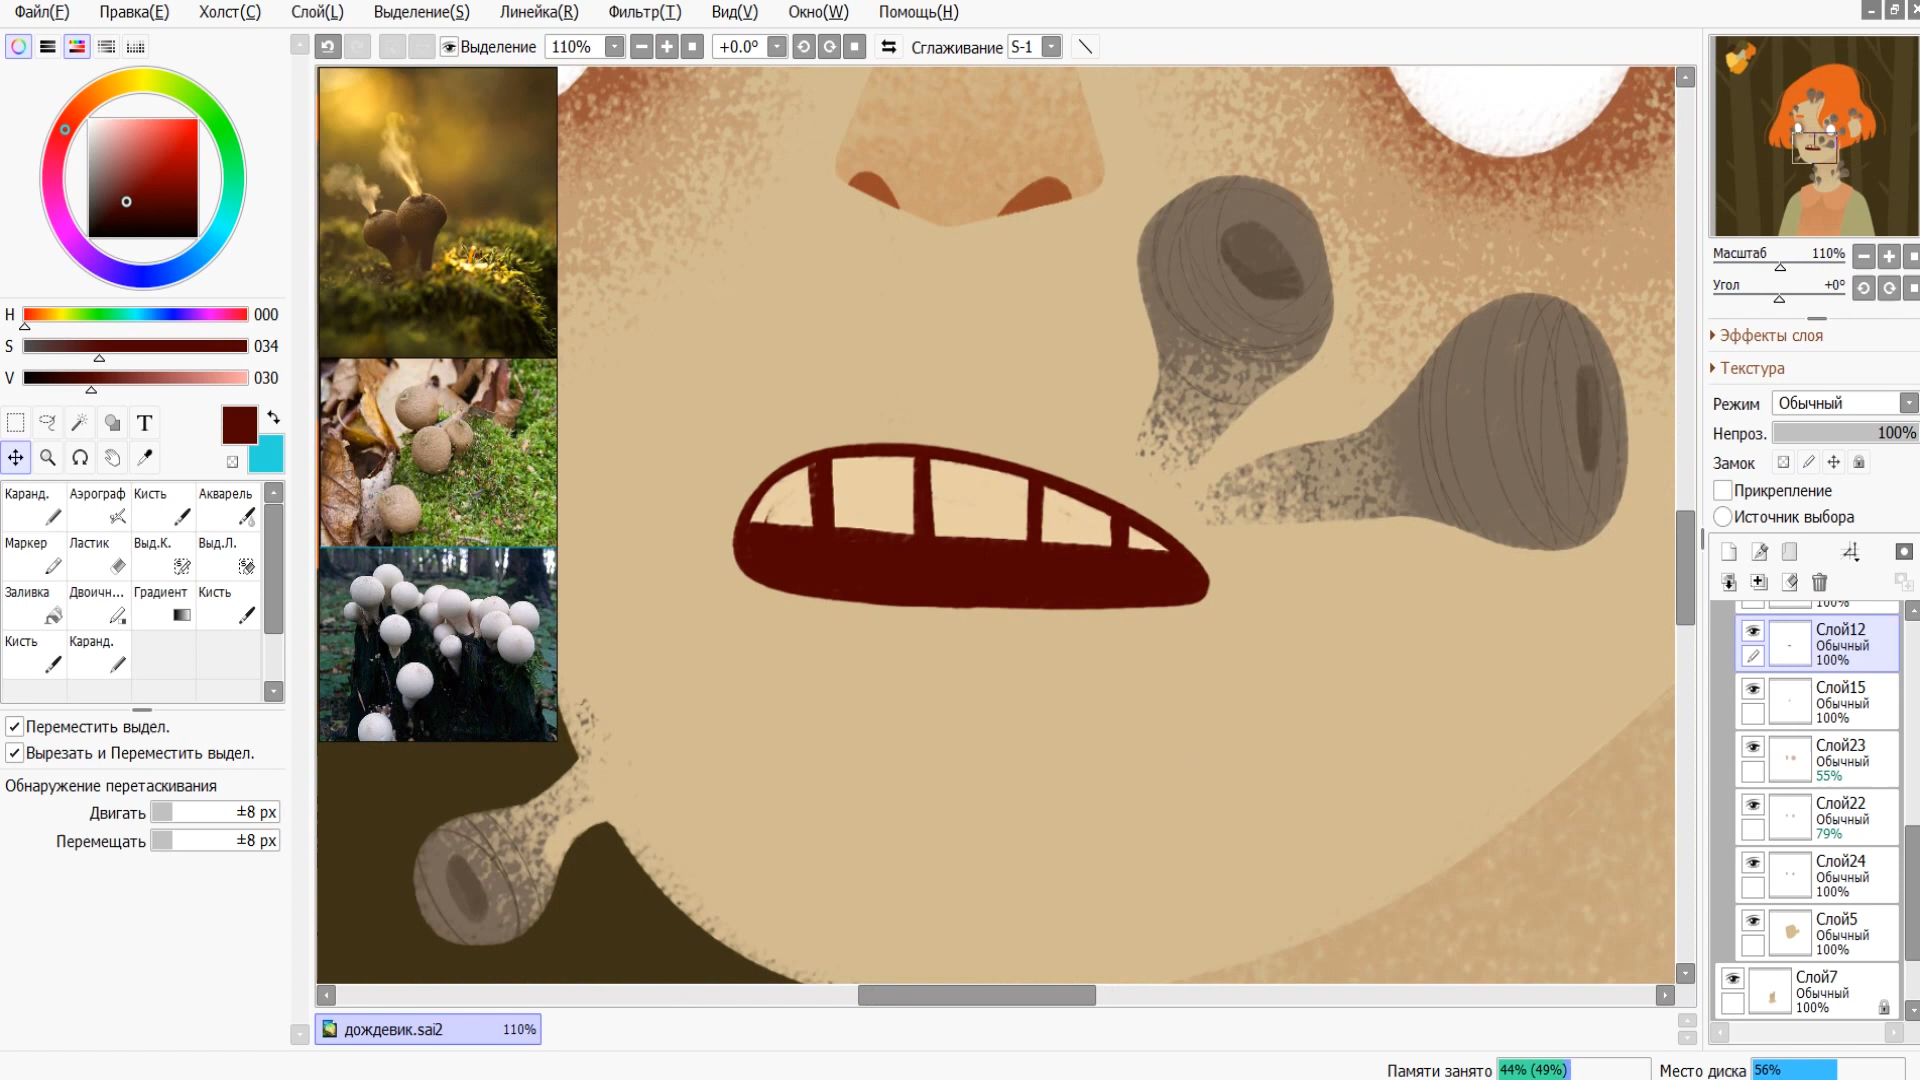 Файл(F) Правка(E) Холст(C) Слой(L) Выделение(S) Линейка(R) Фильтр(T) Вид(V) Окно(W) Помощь(H)
Выделение 110% +0.0° Сглаживание S-1
H 000
S 034
V 030
T
Каранд. Аэрограф Кисть Акварель
Маркер Ластик Выд.К. Выд.Л.
Заливка Двоичн... Градиент Кисть
Кисть Каранд.
Переместить выдел.
Вырезать и Переместить выдел.
Обнаружение перетаскивания
Двигать ±8 px
Перемещать ±8 px
дождевик.sai2 110%
Масштаб 110%
Угол +0°
Эффекты слоя
Текстура
Режим Обычный
Непроз. 100%
Замок
Прикрепление
Источник выбора
100%
Слой12
Обычный
100%
Слой15
Обычный
100%
Слой23
Обычный
55%
Слой22
Обычный
79%
Слой24
Обычный
100%
Слой5
Обычный
100%
Слой7
Обычный
100%
Памяти занято 44% (49%) Место диска 56%